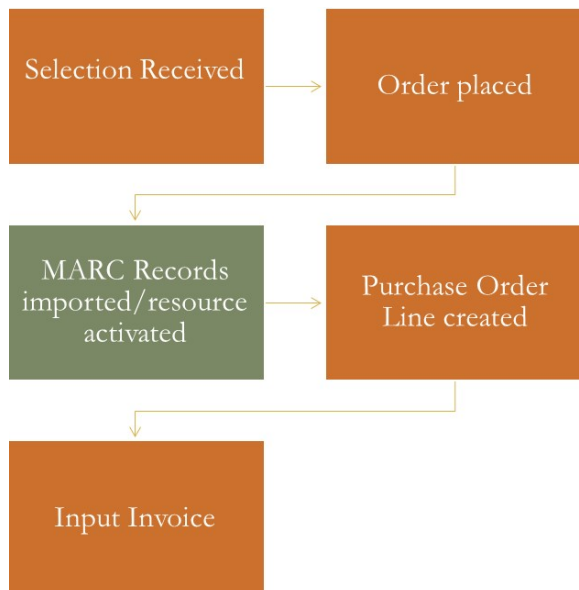 Selection Received
Order placed
MARC Records
imported/resource
activated
Purchase Order
Line created
Input Invoice